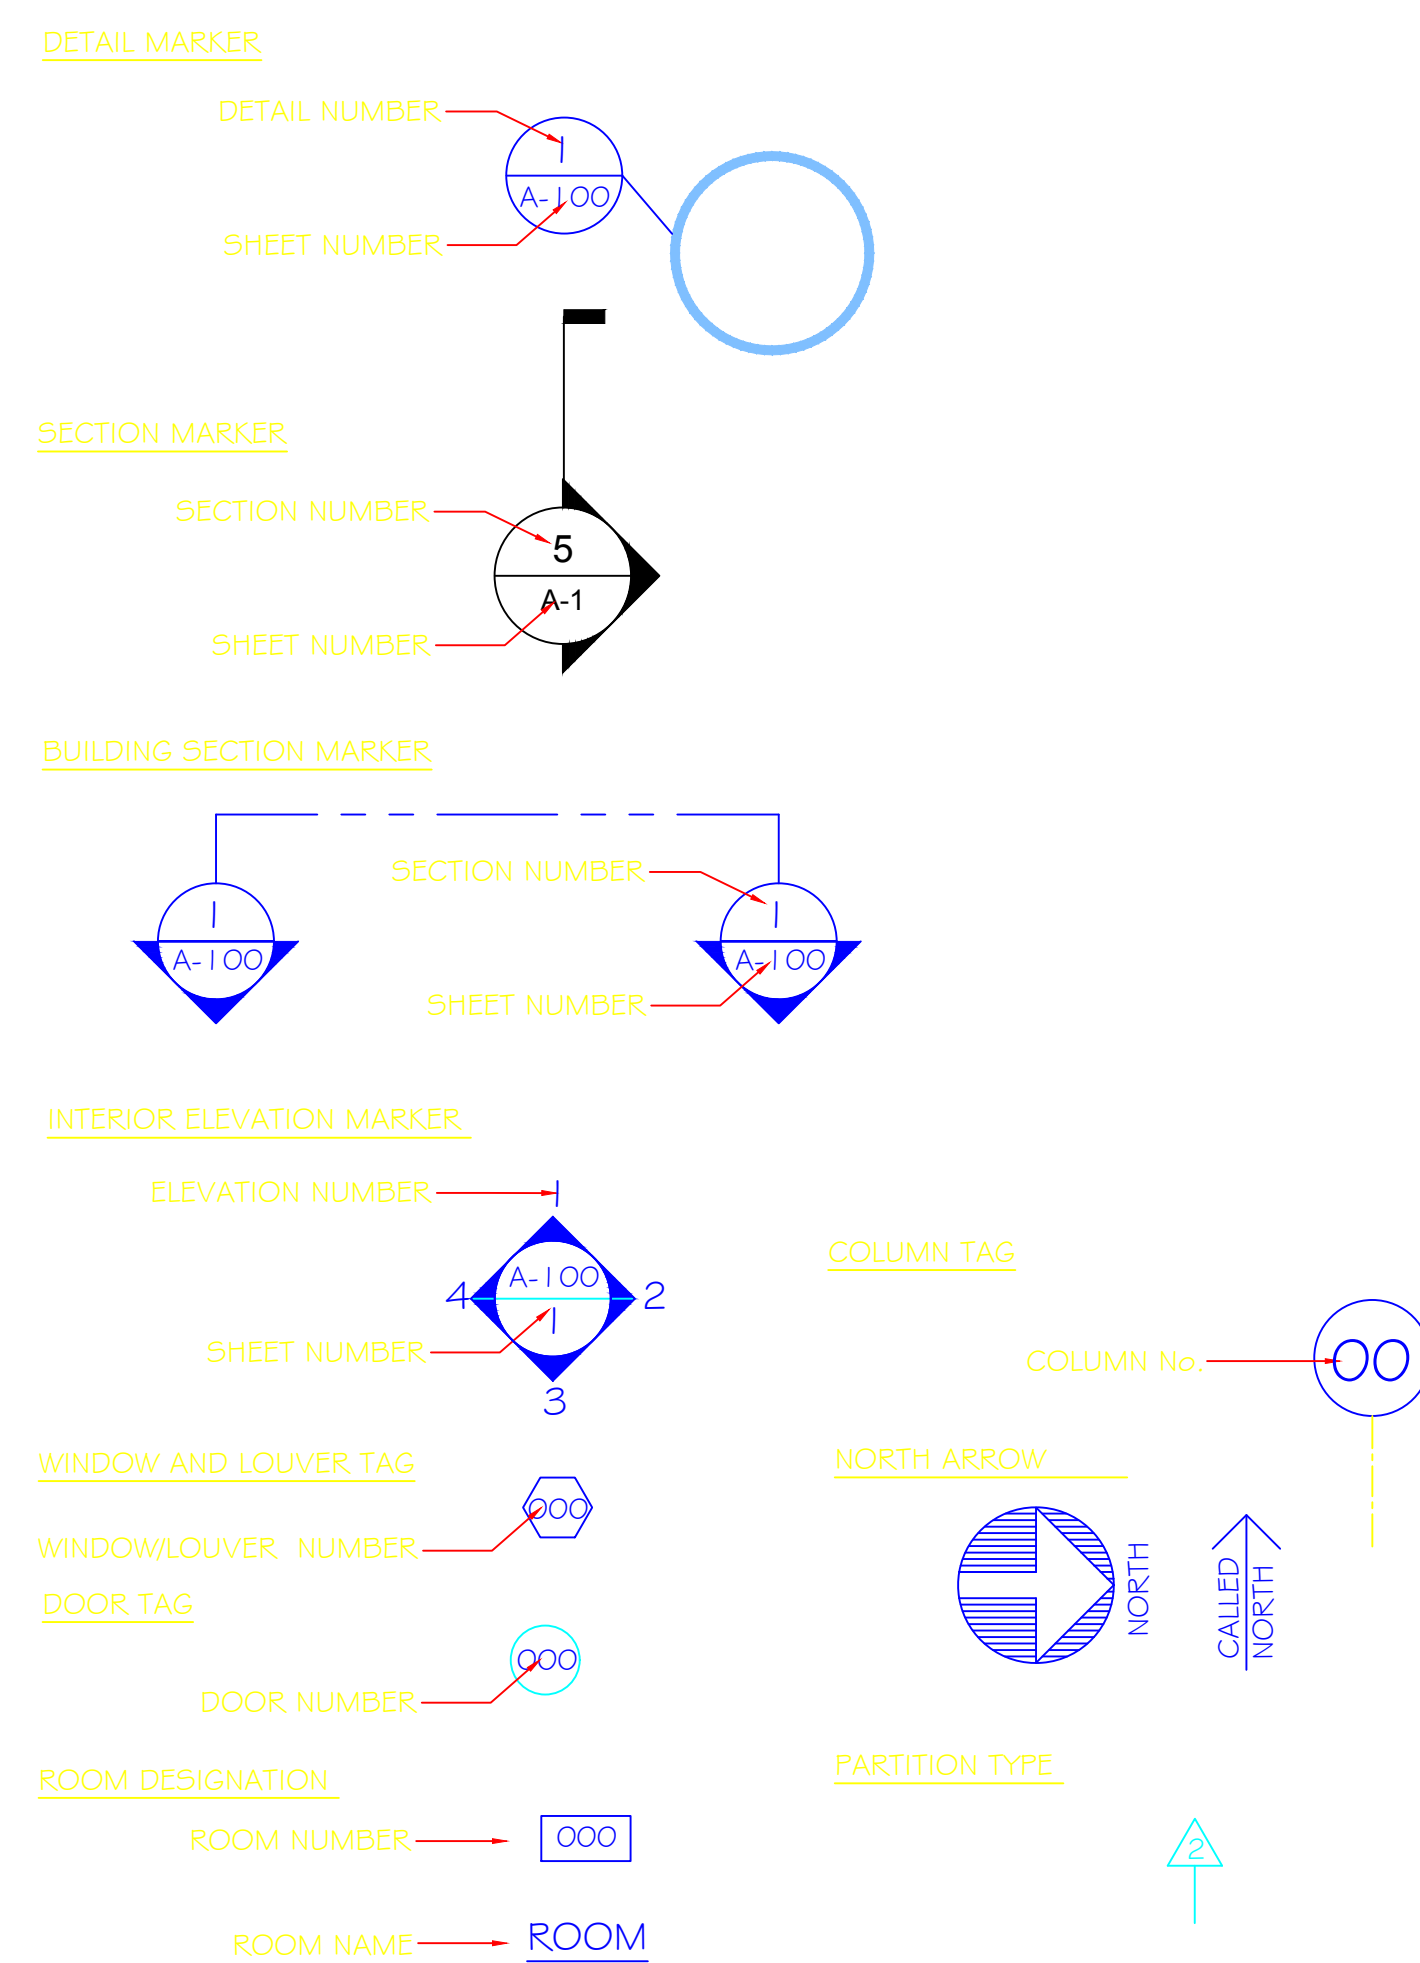 DETAIL MARKER
DETAIL NUMBER
1
A-100
SHEET NUMBER
SECTION MARKER
SECTION NUMBER
5
A-1
SHEET NUMBER
BUILDING SECTION MARKER
SECTION NUMBER
1
1
A-100
A-100
SHEET NUMBER
INTERIOR ELEVATION MARKER
ELEVATION NUMBER
1
A-100
4
2
1
SHEET NUMBER
3
COLUMN TAG
COLUMN No.
00
WINDOW AND LOUVER TAG
000
WINDOW/LOUVER NUMBER
NORTH ARROW
NORTH
CALLED
NORTH
DOOR TAG
000
DOOR NUMBER
ROOM DESIGNATION
ROOM NUMBER
000
ROOM NAME
ROOM
PARTITION TYPE
2